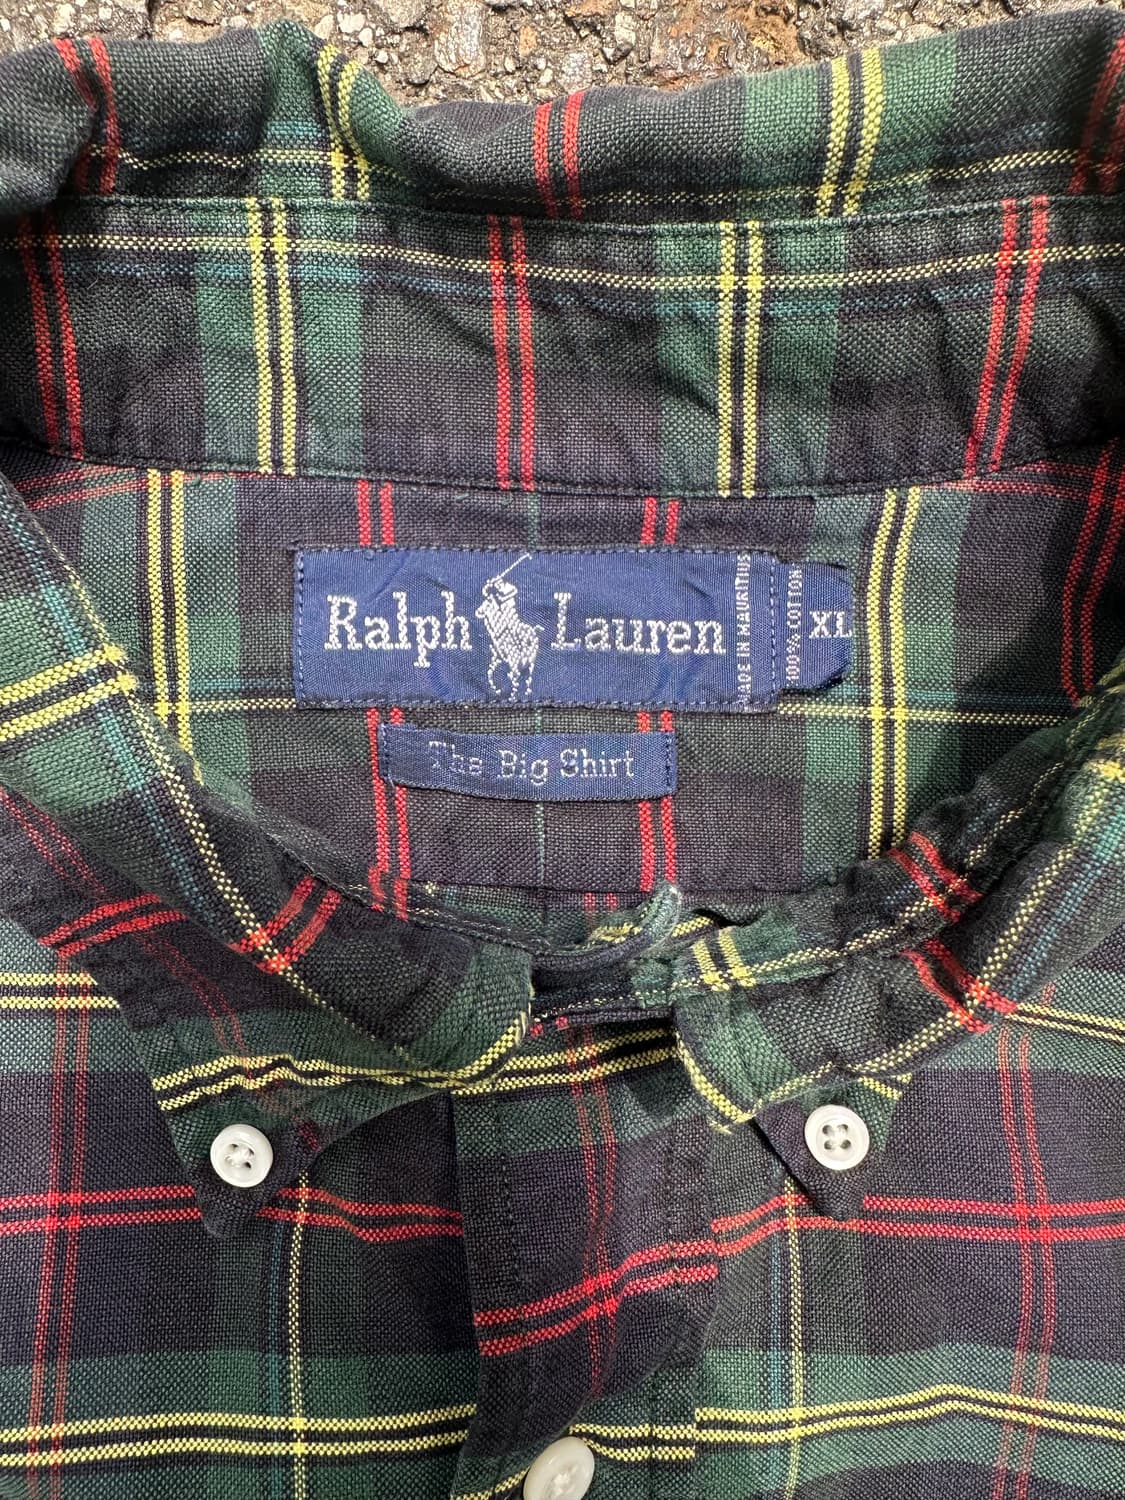 Ralph Lauren
MADE IN MAURITIUS
100% COTTON
XL
The Big Shirt